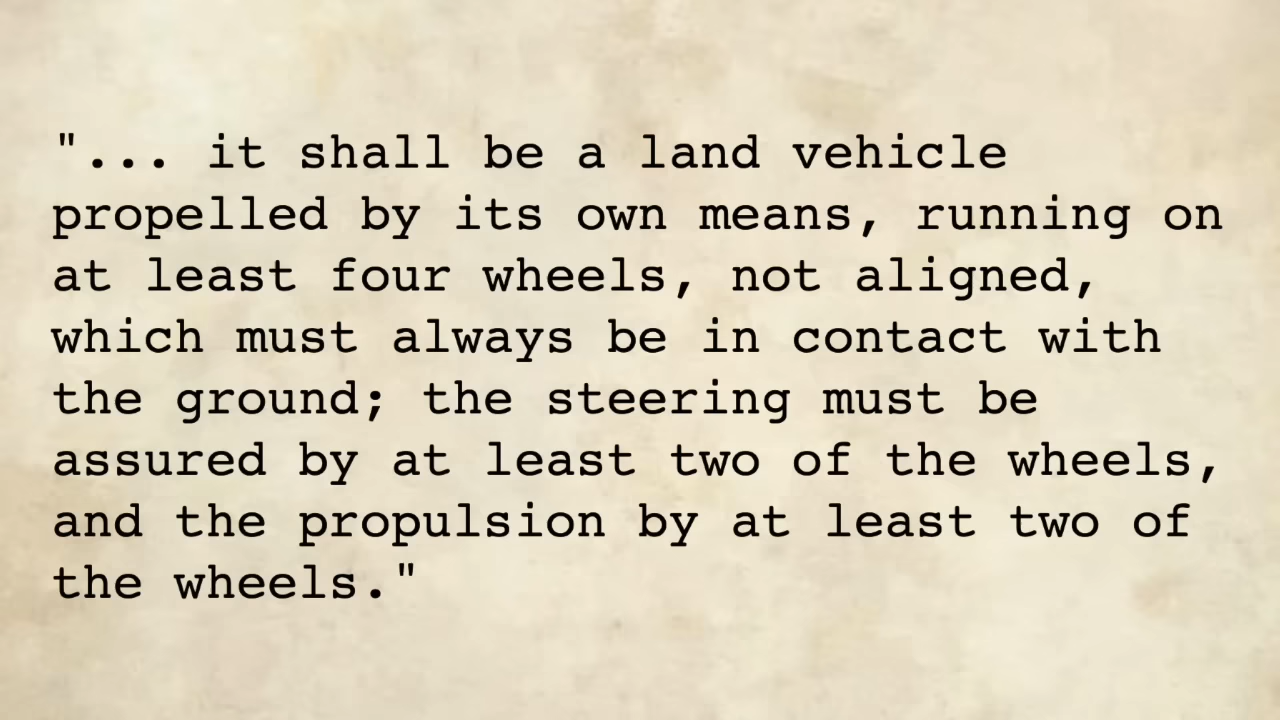 "... it shall be a land vehicle
propelled by its own means, running on
at least four wheels, not aligned,
which must always be in contact with
the ground; the steering must be
assured by at least two of the wheels,
and the propulsion by at least two of
the wheels."